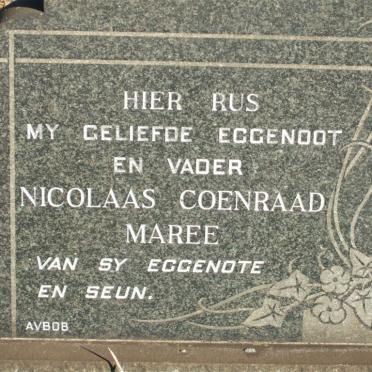 HIER RUS
MY GELIEFDE EGGENOOT
EN VADER
NICOLAAS COENRAAD
MAREE
VAN SY EGGENOTE
EN SEUN.
AVBOB